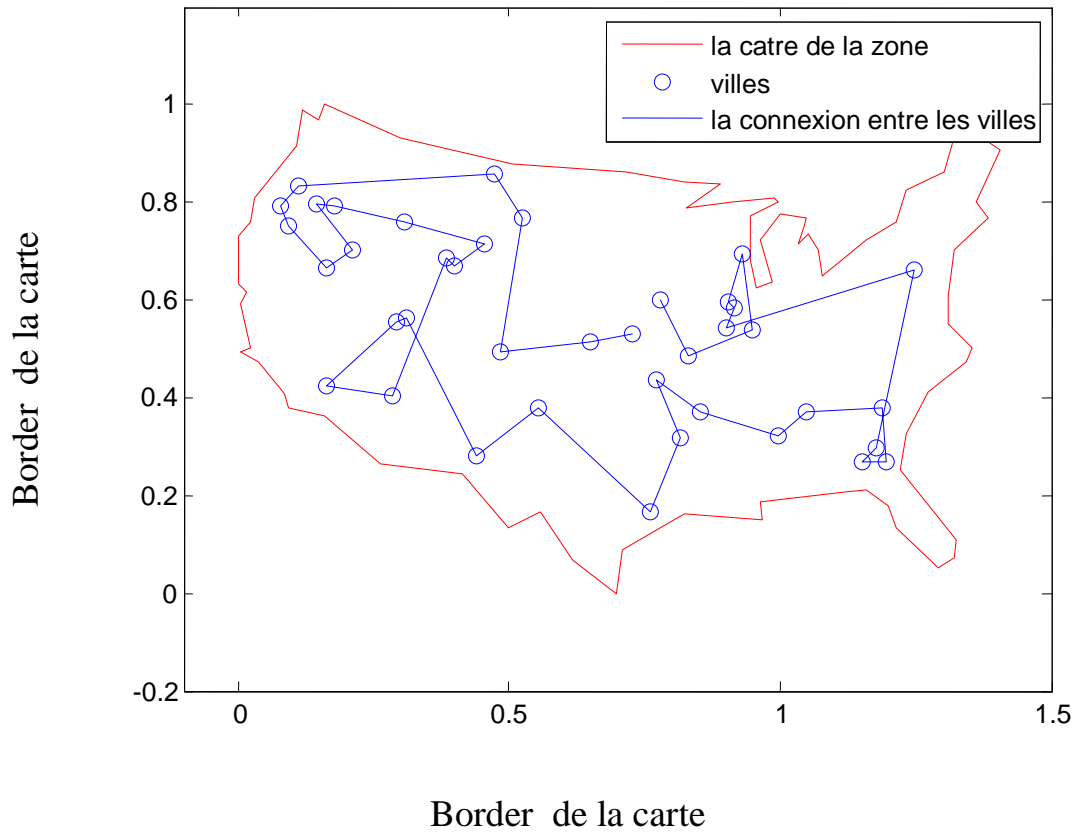 la catre de la zone
villes
la connexion entre les villes
1
0.8
0.6
0.4
0.2
0
-0.2
0
0.5
1
1.5
Border de la carte
Border de la carte